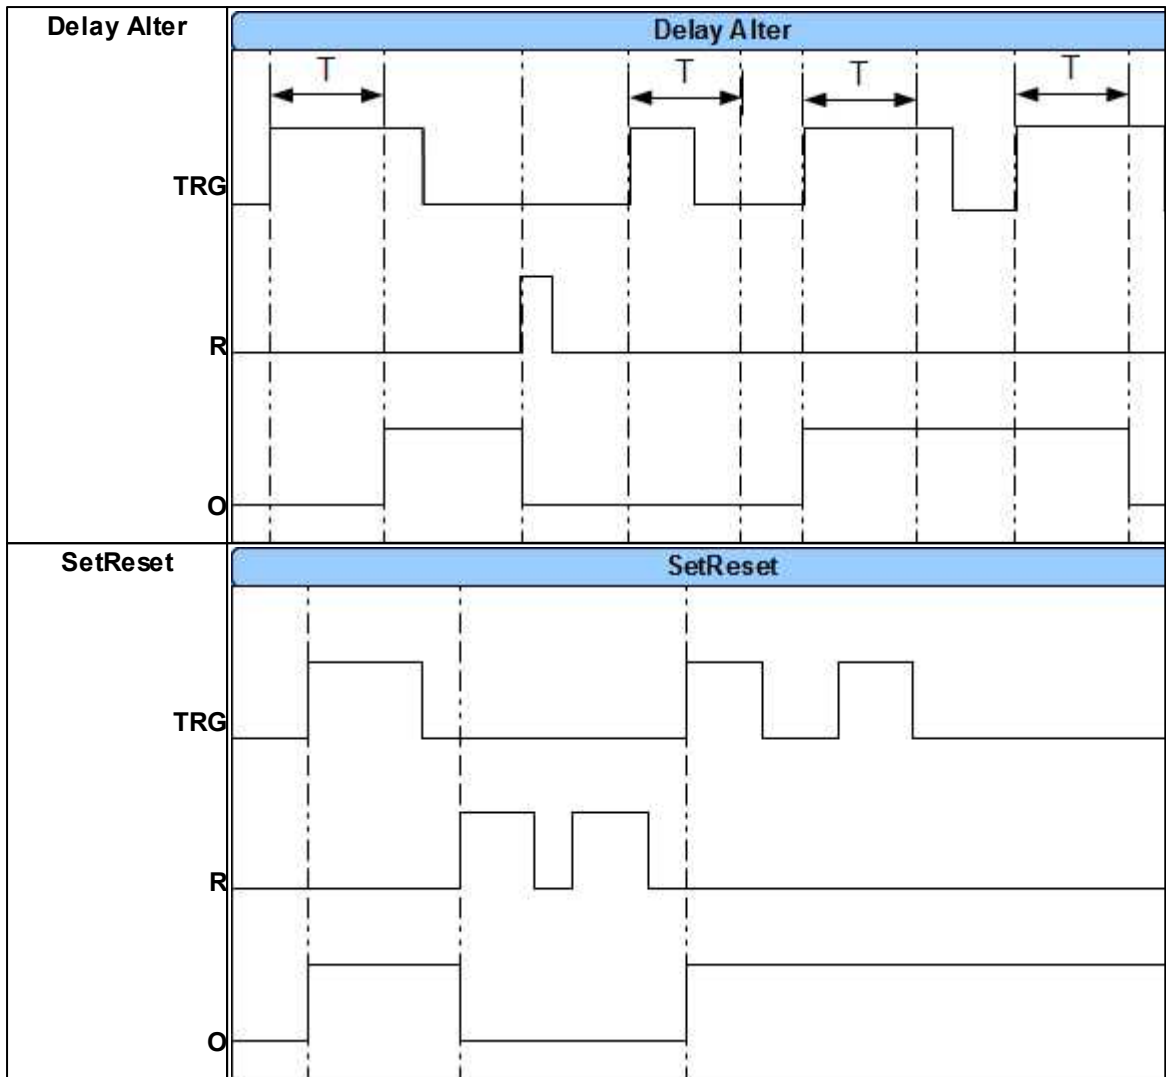 Delay Alter
Delay Alter
T T T T
TRG
R
O
SetReset
SetReset
TRG
R
O